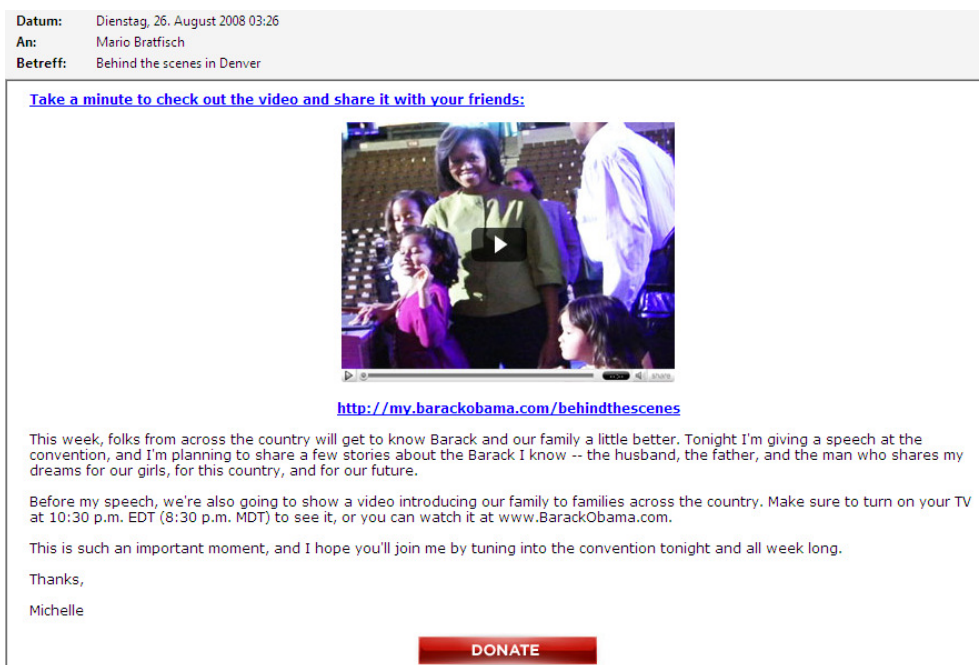 Datum: Dienstag, 26. August 2008 03:26
An: Mario Bratfisch
Betreff: Behind the scenes in Denver
Take a minute to check out the video and share it with your friends:
share
http://my.barackobama.com/behindthescenes
This week, folks from across the country will get to know Barack and our family a little better. Tonight I'm giving a speech at the
convention, and I'm planning to share a few stories about the Barack I know -- the husband, the father, and the man who shares my
dreams for our girls, for this country, and for our future.
Before my speech, we're also going to show a video introducing our family to families across the country. Make sure to turn on your TV
at 10:30 p.m. EDT (8:30 p.m. MDT) to see it, or you can watch it at www.BarackObama.com.
This is such an important moment, and I hope you'll join me by tuning into the convention tonight and all week long.
Thanks,
Michelle
DONATE